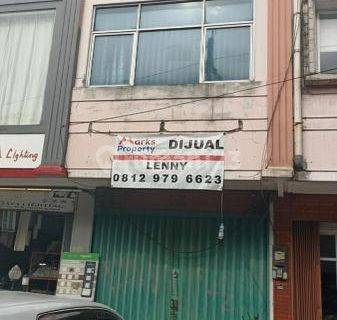 Lighting
Marks
Property
DIJUAL
LENNY
0812 979 6623